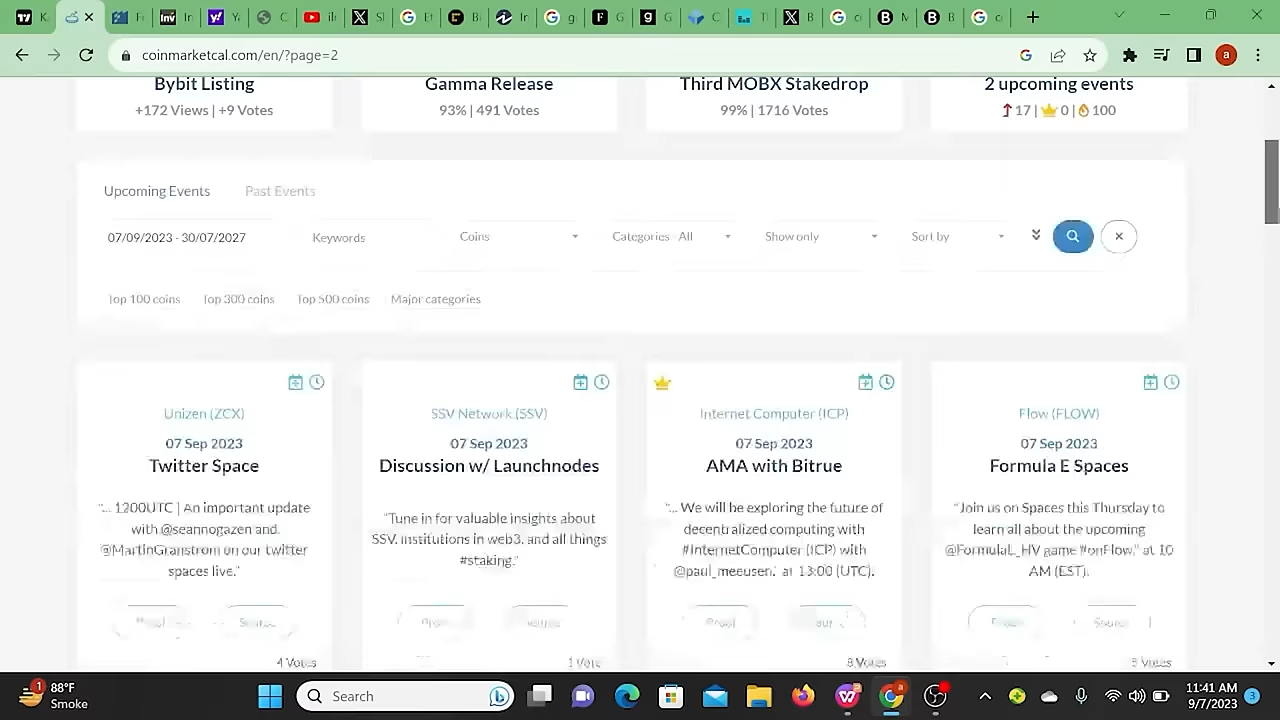 coinmarketcal.com/en/?page=2
Bybit Listing
+172 Views | +9 Votes
Gamma Release
93% | 491 Votes
Third MOBX Stakedrop
99% | 1716 Votes
2 upcoming events
17 | 0 | 100
Upcoming Events Past Events
07/09/2023 - 30/07/2027 Keywords Coins Categories - All Show only Sort by
Top 100 coins Top 300 coins Top 500 coins Major categories
Unizen (ZCX)
07 Sep 2023
Twitter Space
"... 1200UTC | An important update
with @seannogazen and
@MartinGranstrom on our twitter
spaces live."
4 Votes
SSV Network (SSV)
07 Sep 2023
Discussion w/ Launchnodes
"Tune in for valuable insights about
SSV, institutions in web3, and all things
#staking."
1 Vote
Internet Computer (ICP)
07 Sep 2023
AMA with Bitrue
"... We will be exploring the future of
decentralized computing with
#InternetComputer (ICP) with
@paul_meeusen." at 13:00 (UTC).
8 Votes
Flow (FLOW)
07 Sep 2023
Formula E Spaces
"Join us on Spaces this Thursday to
learn all about the upcoming
game #onFlow," at 10
AM (EST).
5 Votes
1
88°F
Smoke
Search
11:41 AM
9/7/2023
3